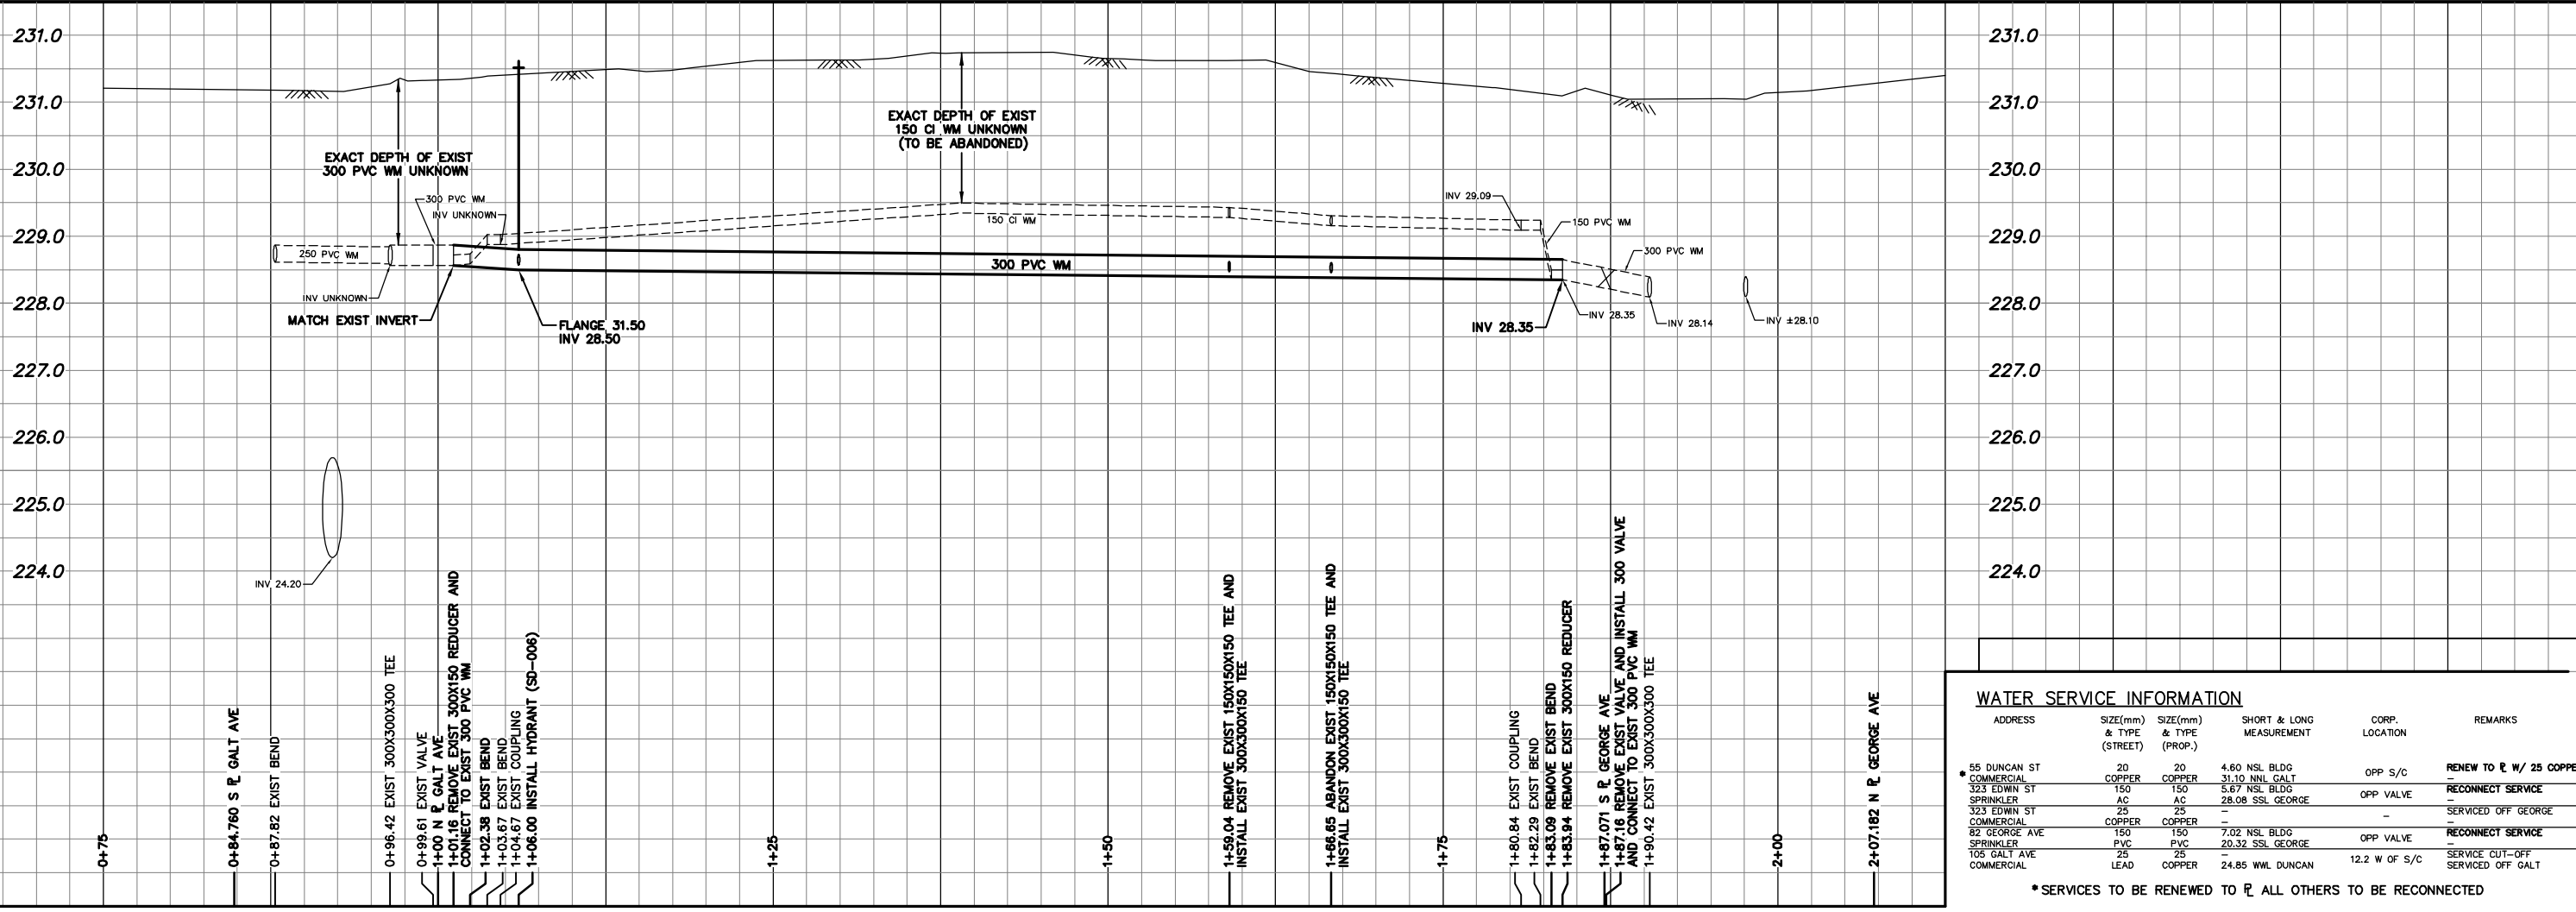 231.0
231.0
230.0
229.0
228.0
227.0
226.0
225.0
224.0
EXACT DEPTH OF EXIST
300 PVC WM UNKNOWN
300 PVC WM
INV UNKNOWN
250 PVC WM
INV UNKNOWN
MATCH EXIST INVERT
FLANGE 31.50
INV 28.50
INV 24.20
EXACT DEPTH OF EXIST
150 CI WM UNKNOWN
(TO BE ABANDONED)
150 CI WM
300 PVC WM
INV 29.09
150 PVC WM
300 PVC WM
INV 28.35
INV 28.35
INV 28.14
INV ±28.10
231.0
231.0
230.0
229.0
228.0
227.0
226.0
225.0
224.0
0+75
0+84.760 S PL GALT AVE
0+87.82 EXIST BEND
0+96.42 EXIST 300X300X300 TEE
0+99.61 EXIST VALVE
1+00 N PL GALT AVE
1+01.16 REMOVE EXIST 300X150 REDUCER AND
CONNECT TO EXIST 300 PVC WM
1+02.38 EXIST BEND
1+03.67 EXIST BEND
1+04.67 EXIST COUPLING
1+06.00 INSTALL HYDRANT (SD-006)
1+25
1+50
1+59.04 REMOVE EXIST 150X150X150 TEE AND
INSTALL EXIST 300X300X150 TEE
1+66.65 ABANDON EXIST 150X150X150 TEE AND
INSTALL EXIST 300X300X150 TEE
1+75
1+80.84 EXIST COUPLING
1+82.29 EXIST BEND
1+83.09 REMOVE EXIST BEND
1+83.94 REMOVE EXIST 300X150 REDUCER
1+87.071 S PL GEORGE AVE
1+87.16 REMOVE EXIST VALVE AND INSTALL 300 VALVE
AND CONNECT TO EXIST 300 PVC WM
1+90.42 EXIST 300X300X300 TEE
2+00
2+07.182 N PL GEORGE AVE
WATER SERVICE INFORMATION
ADDRESS SIZE(mm) & TYPE (STREET) SIZE(mm) & TYPE (PROP.) SHORT & LONG MEASUREMENT CORP. LOCATION REMARKS
* 55 DUNCAN ST 20 20 4.60 NSL BLDG OPP S/C RENEW TO PL W/ 25 COPPE
COMMERCIAL COPPER COPPER 31.10 NNL GALT –
323 EDWIN ST 150 150 5.67 NSL BLDG OPP VALVE RECONNECT SERVICE
SPRINKLER AC AC 28.08 SSL GEORGE –
323 EDWIN ST 25 25 – – SERVICED OFF GEORGE
COMMERCIAL COPPER COPPER – –
82 GEORGE AVE 150 150 7.02 NSL BLDG OPP VALVE RECONNECT SERVICE
SPRINKLER PVC PVC 20.32 SSL GEORGE –
105 GALT AVE 25 25 – 12.2 W OF S/C SERVICE CUT-OFF
COMMERCIAL LEAD COPPER 24.85 WWL DUNCAN SERVICED OFF GALT
* SERVICES TO BE RENEWED TO PL ALL OTHERS TO BE RECONNECTED